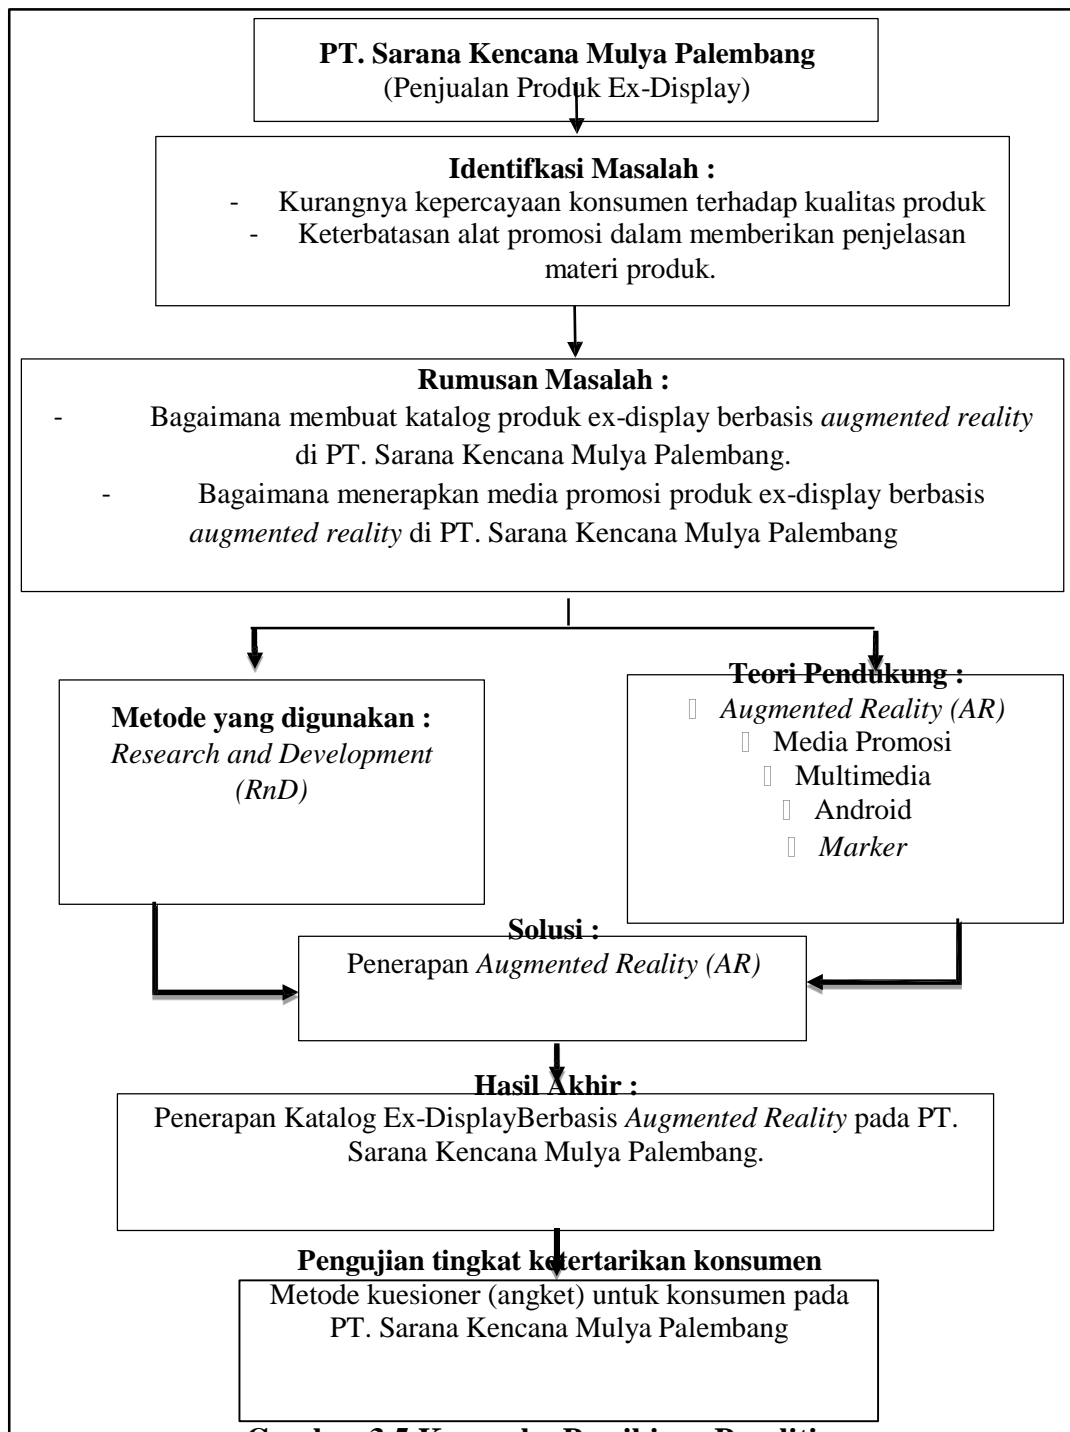 PT. Sarana Kencana Mulya Palembang
(Penjualan Produk Ex-Display)
Identifkasi Masalah :
- Kurangnya kepercayaan konsumen terhadap kualitas produk
- Keterbatasan alat promosi dalam memberikan penjelasan
materi produk.
Rumusan Masalah :
- Bagaimana membuat katalog produk ex-display berbasis augmented reality
di PT. Sarana Kencana Mulya Palembang.
- Bagaimana menerapkan media promosi produk ex-display berbasis
augmented reality di PT. Sarana Kencana Mulya Palembang
Metode yang digunakan :
Research and Development
(RnD)
Teori Pendukung :
Augmented Reality (AR)
Media Promosi
Multimedia
Android
Marker
Solusi :
Penerapan Augmented Reality (AR)
Hasil Akhir :
Penerapan Katalog Ex-DisplayBerbasis Augmented Reality pada PT.
Sarana Kencana Mulya Palembang.
Pengujian tingkat ketertarikan konsumen
Metode kuesioner (angket) untuk konsumen pada
PT. Sarana Kencana Mulya Palembang